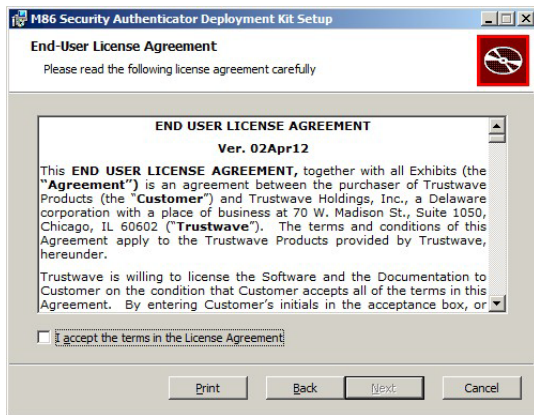 M86 Security Authenticator Deployment Kit Setup
End-User License Agreement
Please read the following license agreement carefully
END USER LICENSE AGREEMENT
Ver. 02Apr12
This END USER LICENSE AGREEMENT, together with all Exhibits (the
"Agreement") is an agreement between the purchaser of Trustwave
Products (the "Customer") and Trustwave Holdings, Inc., a Delaware
corporation with a place of business at 70 W. Madison St., Suite 1050,
Chicago, IL 60602 ("Trustwave"). The terms and conditions of this
Agreement apply to the Trustwave Products provided by Trustwave,
hereunder.
Trustwave is willing to license the Software and the Documentation to
Customer on the condition that Customer accepts all of the terms in this
Agreement. By entering Customer's initials in the acceptance box, or
I accept the terms in the License Agreement
Print Back Next Cancel